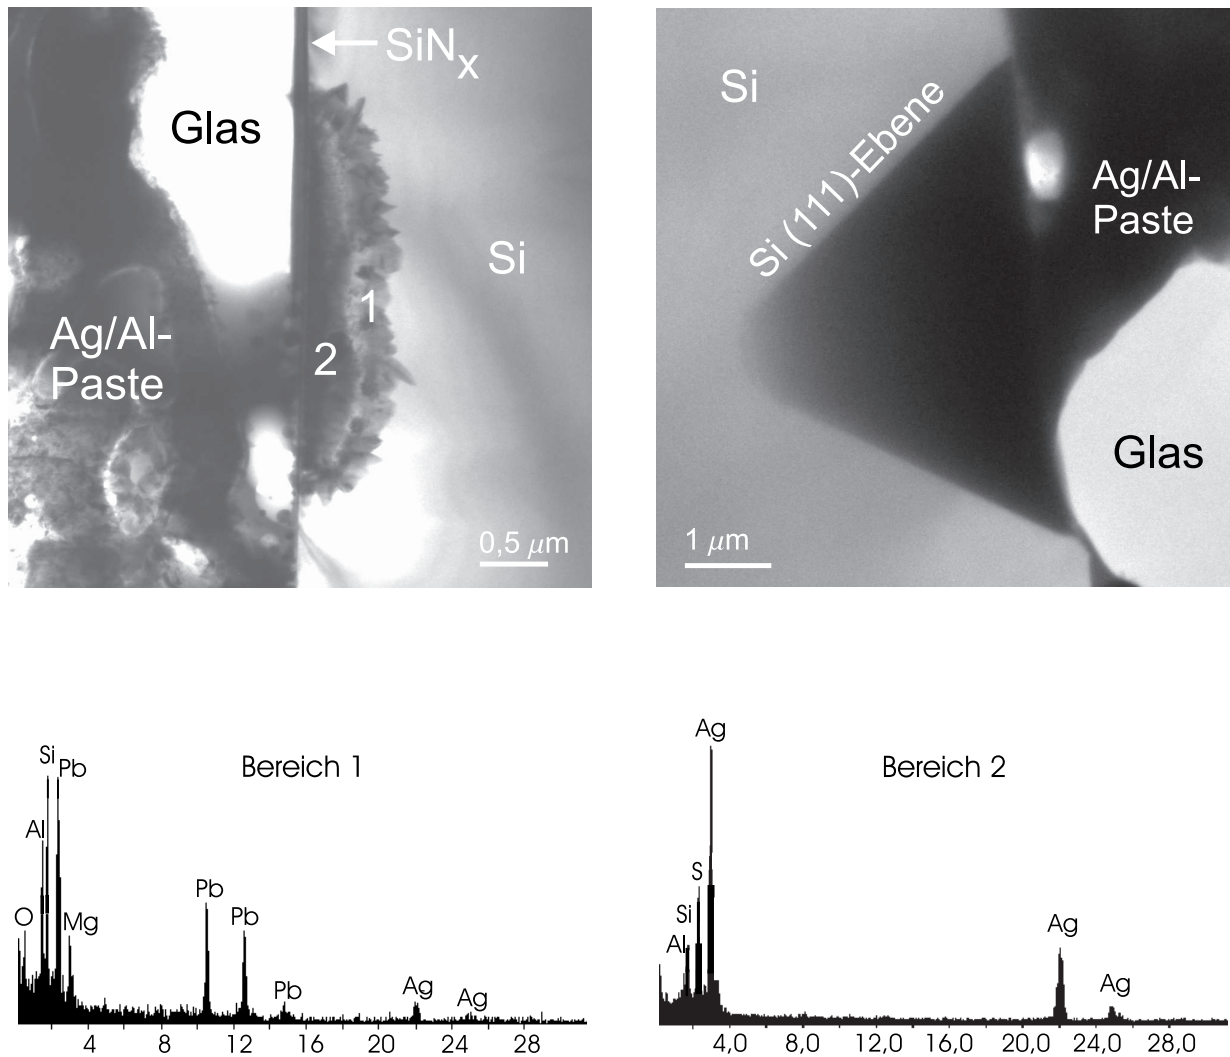 SiNx
Glas
1
Si
2
Ag/Al-
Paste
0,5 µm
Si
Si (111)-Ebene
Ag/Al-
Paste
Glas
1 µm
Bereich 1
Si
Pb
Al
O
Mg
Pb
Pb
Pb
Ag
Ag
4 8 12 16 20 24 28
Bereich 2
Ag
S
Si
Al
Ag
Ag
4,0 8,0 12,0 16,0 20,0 24,0 28,0